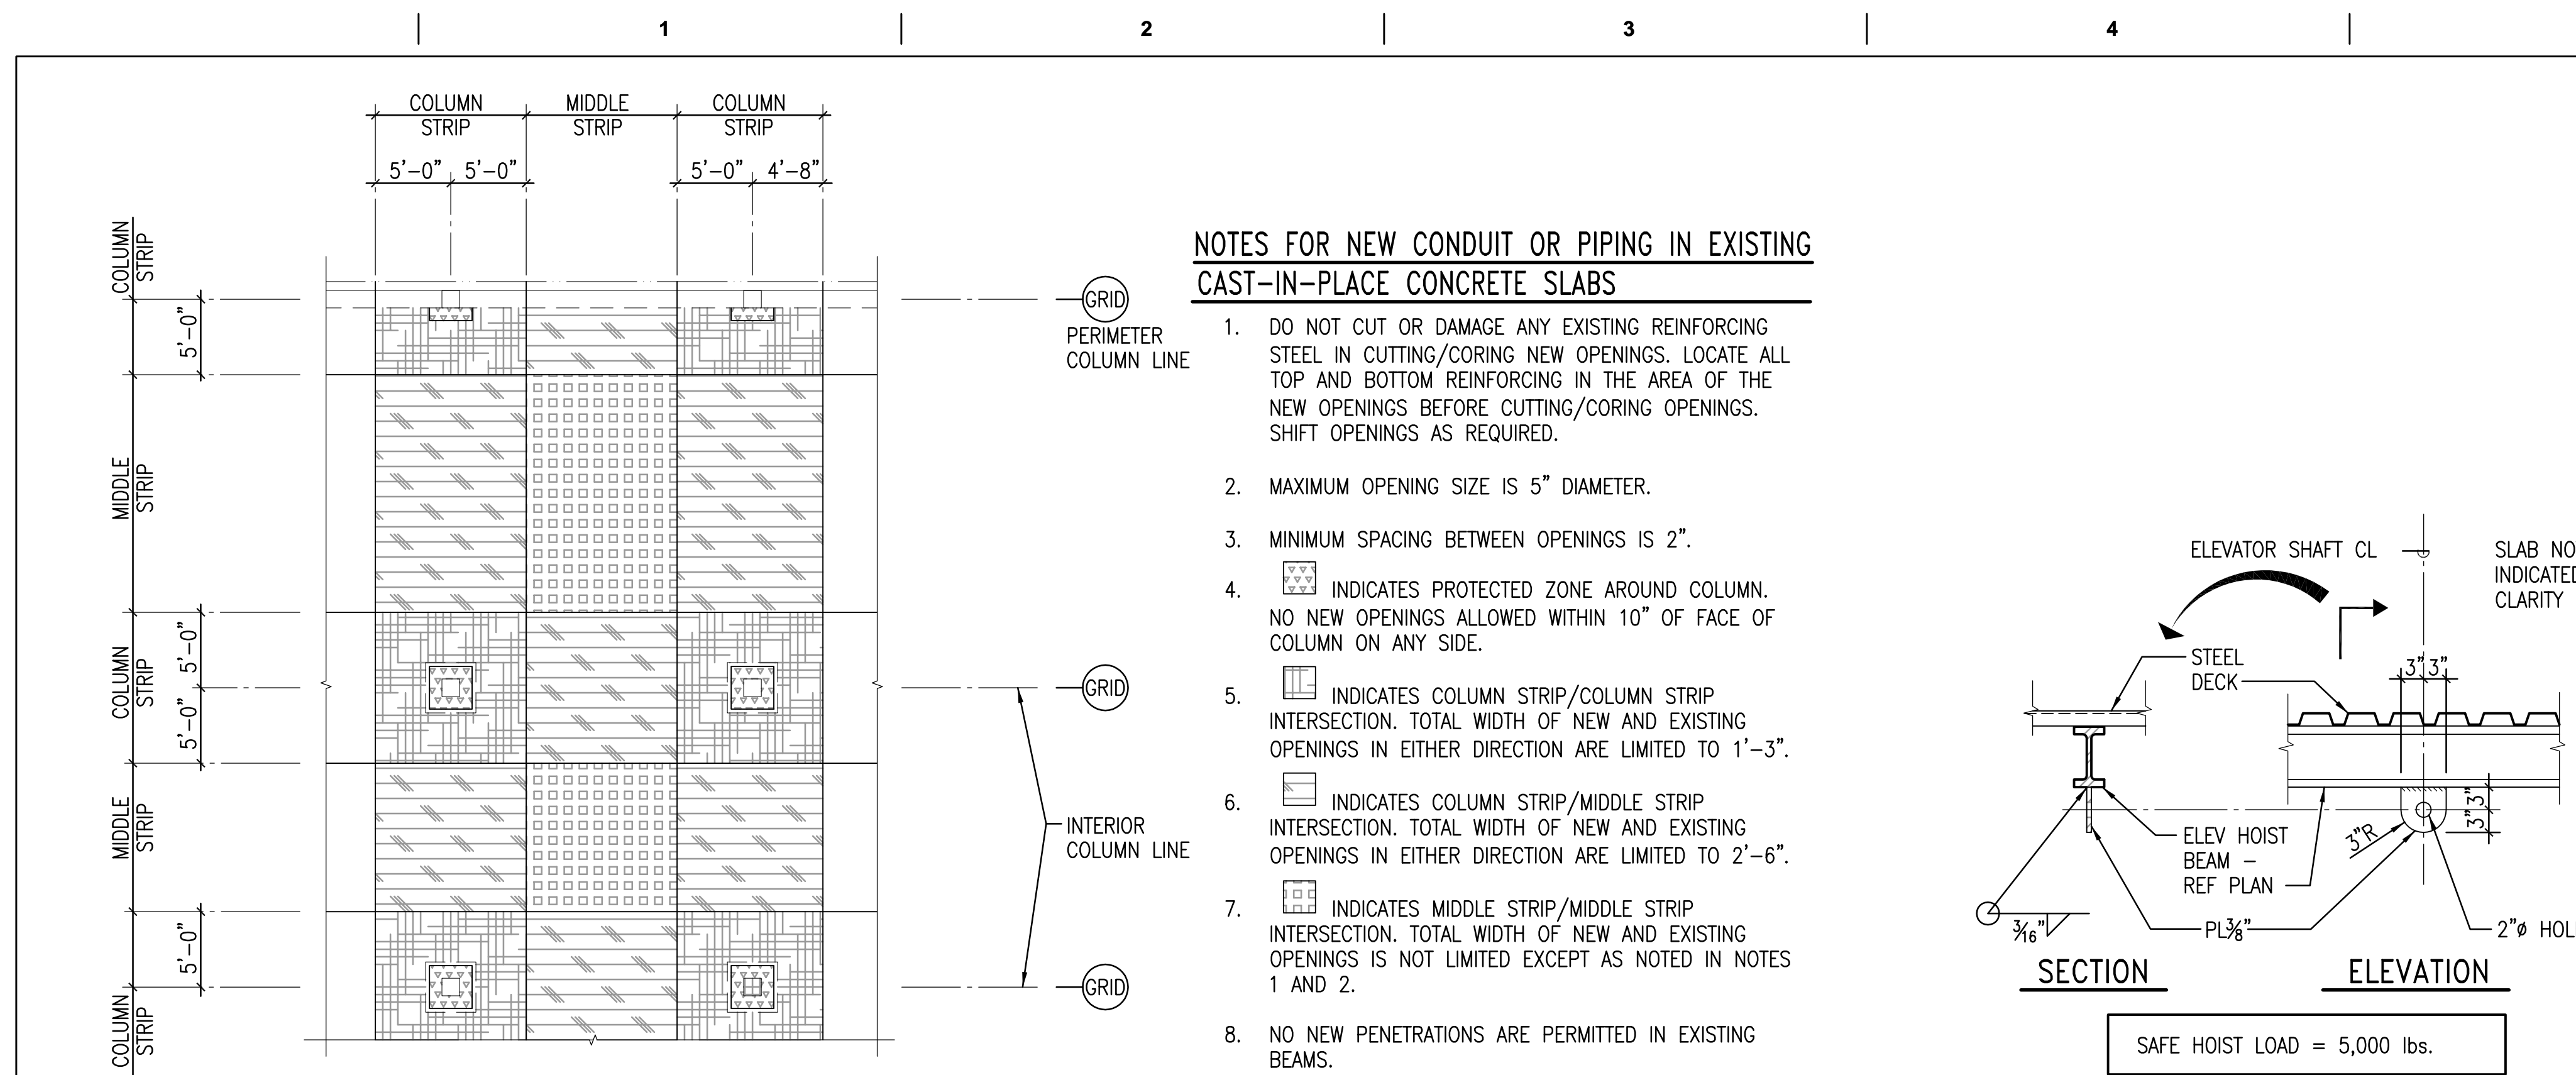 1 2 3 4
COLUMN
STRIP
MIDDLE
STRIP
COLUMN
STRIP
5'-0" 5'-0"
5'-0" 4'-8"
COLUMN
STRIP
5'-0"
MIDDLE
STRIP
COLUMN
STRIP
5'-0"
5'-0"
MIDDLE
STRIP
COLUMN
STRIP
5'-0"
GRID
PERIMETER
COLUMN LINE
GRID
INTERIOR
COLUMN LINE
GRID
NOTES FOR NEW CONDUIT OR PIPING IN EXISTING
CAST-IN-PLACE CONCRETE SLABS
1. DO NOT CUT OR DAMAGE ANY EXISTING REINFORCING
STEEL IN CUTTING/CORING NEW OPENINGS. LOCATE ALL
TOP AND BOTTOM REINFORCING IN THE AREA OF THE
NEW OPENINGS BEFORE CUTTING/CORING OPENINGS.
SHIFT OPENINGS AS REQUIRED.
2. MAXIMUM OPENING SIZE IS 5" DIAMETER.
3. MINIMUM SPACING BETWEEN OPENINGS IS 2".
4. INDICATES PROTECTED ZONE AROUND COLUMN.
NO NEW OPENINGS ALLOWED WITHIN 10" OF FACE OF
COLUMN ON ANY SIDE.
5. INDICATES COLUMN STRIP/COLUMN STRIP
INTERSECTION. TOTAL WIDTH OF NEW AND EXISTING
OPENINGS IN EITHER DIRECTION ARE LIMITED TO 1'-3".
6. INDICATES COLUMN STRIP/MIDDLE STRIP
INTERSECTION. TOTAL WIDTH OF NEW AND EXISTING
OPENINGS IN EITHER DIRECTION ARE LIMITED TO 2'-6".
7. INDICATES MIDDLE STRIP/MIDDLE STRIP
INTERSECTION. TOTAL WIDTH OF NEW AND EXISTING
OPENINGS IS NOT LIMITED EXCEPT AS NOTED IN NOTES
1 AND 2.
8. NO NEW PENETRATIONS ARE PERMITTED IN EXISTING
BEAMS.
ELEVATOR SHAFT CL
SLAB NO
INDICATED
CLARITY
STEEL
DECK
3" 3"
3" 3"
3"R
ELEV HOIST
BEAM -
REF PLAN
3/16"
PL3/8"
2"ø HOL
SECTION
ELEVATION
SAFE HOIST LOAD = 5,000 lbs.